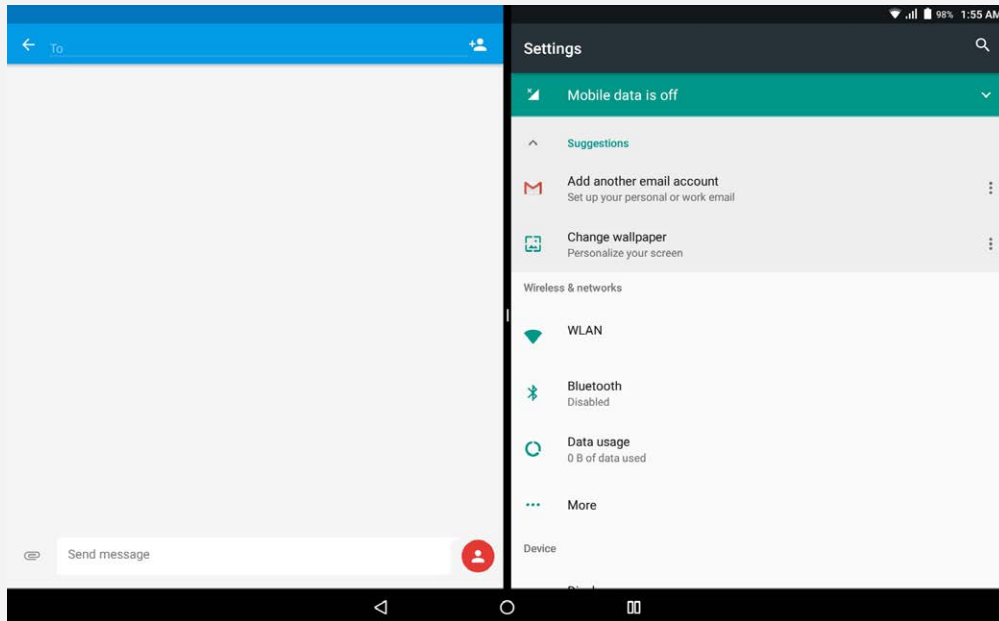 98% 1:55 AM
To
Settings
Mobile data is off
Suggestions
Add another email account
Set up your personal or work email
Change wallpaper
Personalize your screen
Wireless & networks
WLAN
Bluetooth
Disabled
Data usage
0 B of data used
More
Device
Send message